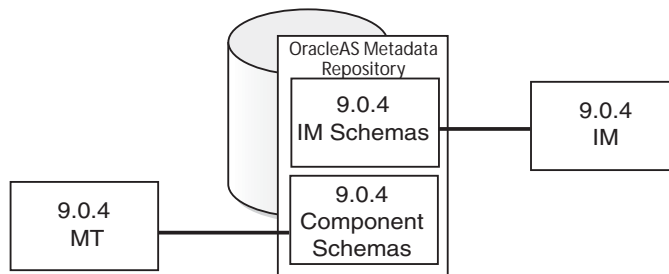 OracleAS Metadata
Repository
9.0.4
IM Schemas
9.0.4
IM
9.0.4
Component
Schemas
9.0.4
MT